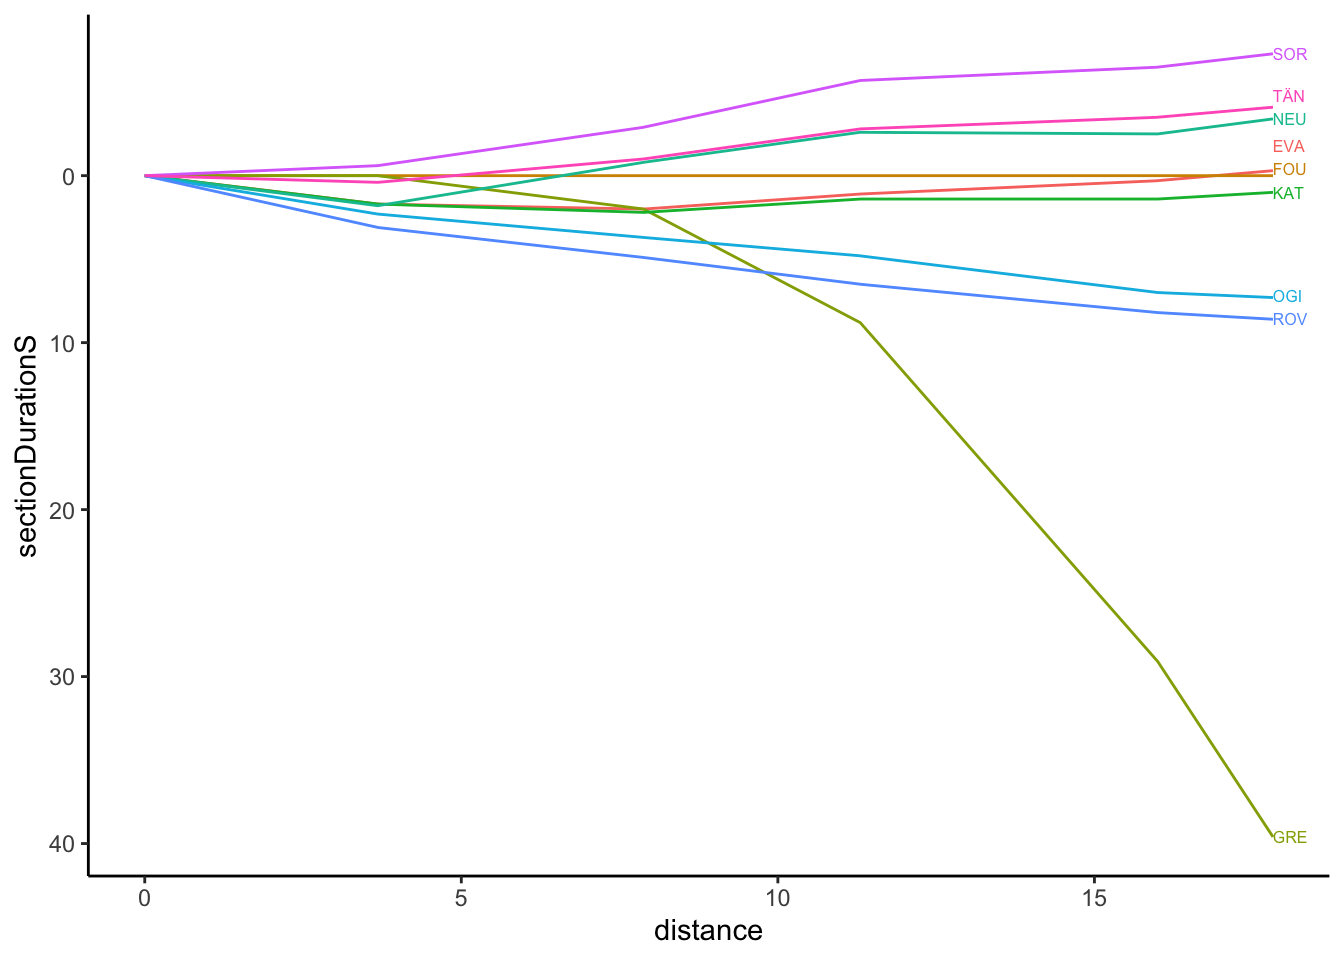 SOR
TÄN
NEU
EVA
FOU
KAT
OGI
ROV
GRE
0
10
20
30
40
sectionDurationS
0 5 10 15
distance